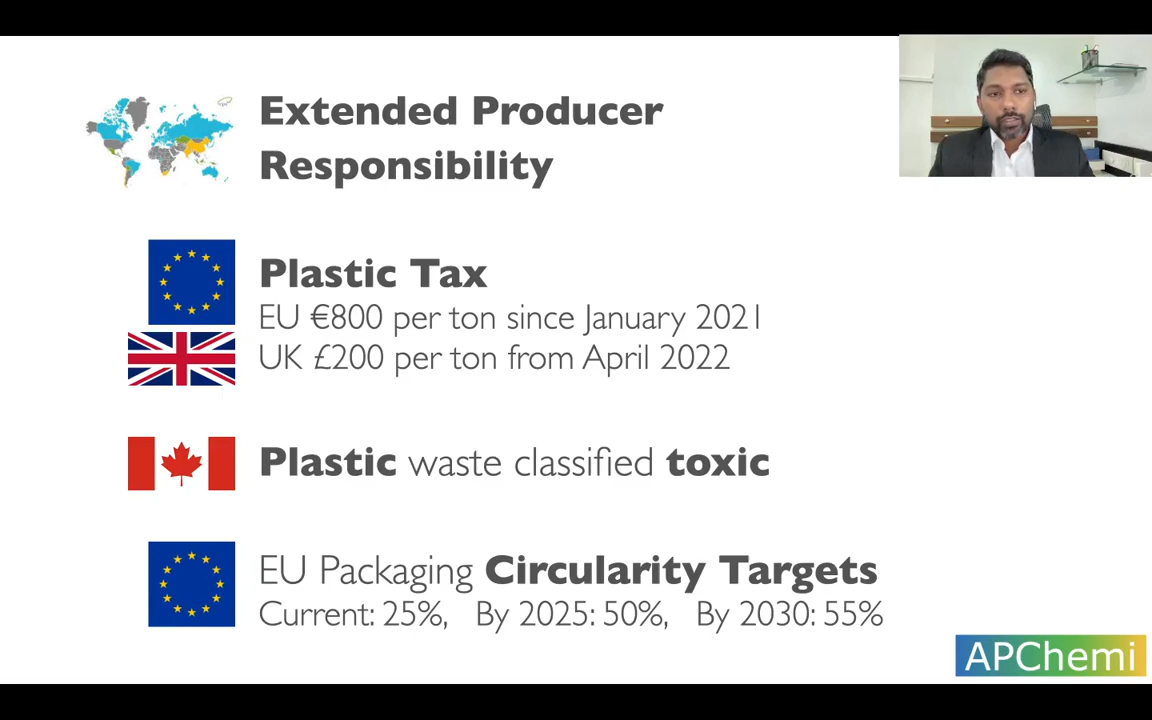 Extended Producer
Responsibility
Plastic Tax
EU €800 per ton since January 2021
UK £200 per ton from April 2022
Plastic waste classified toxic
EU Packaging Circularity Targets
Current: 25%, By 2025: 50%, By 2030: 55%
APChemi